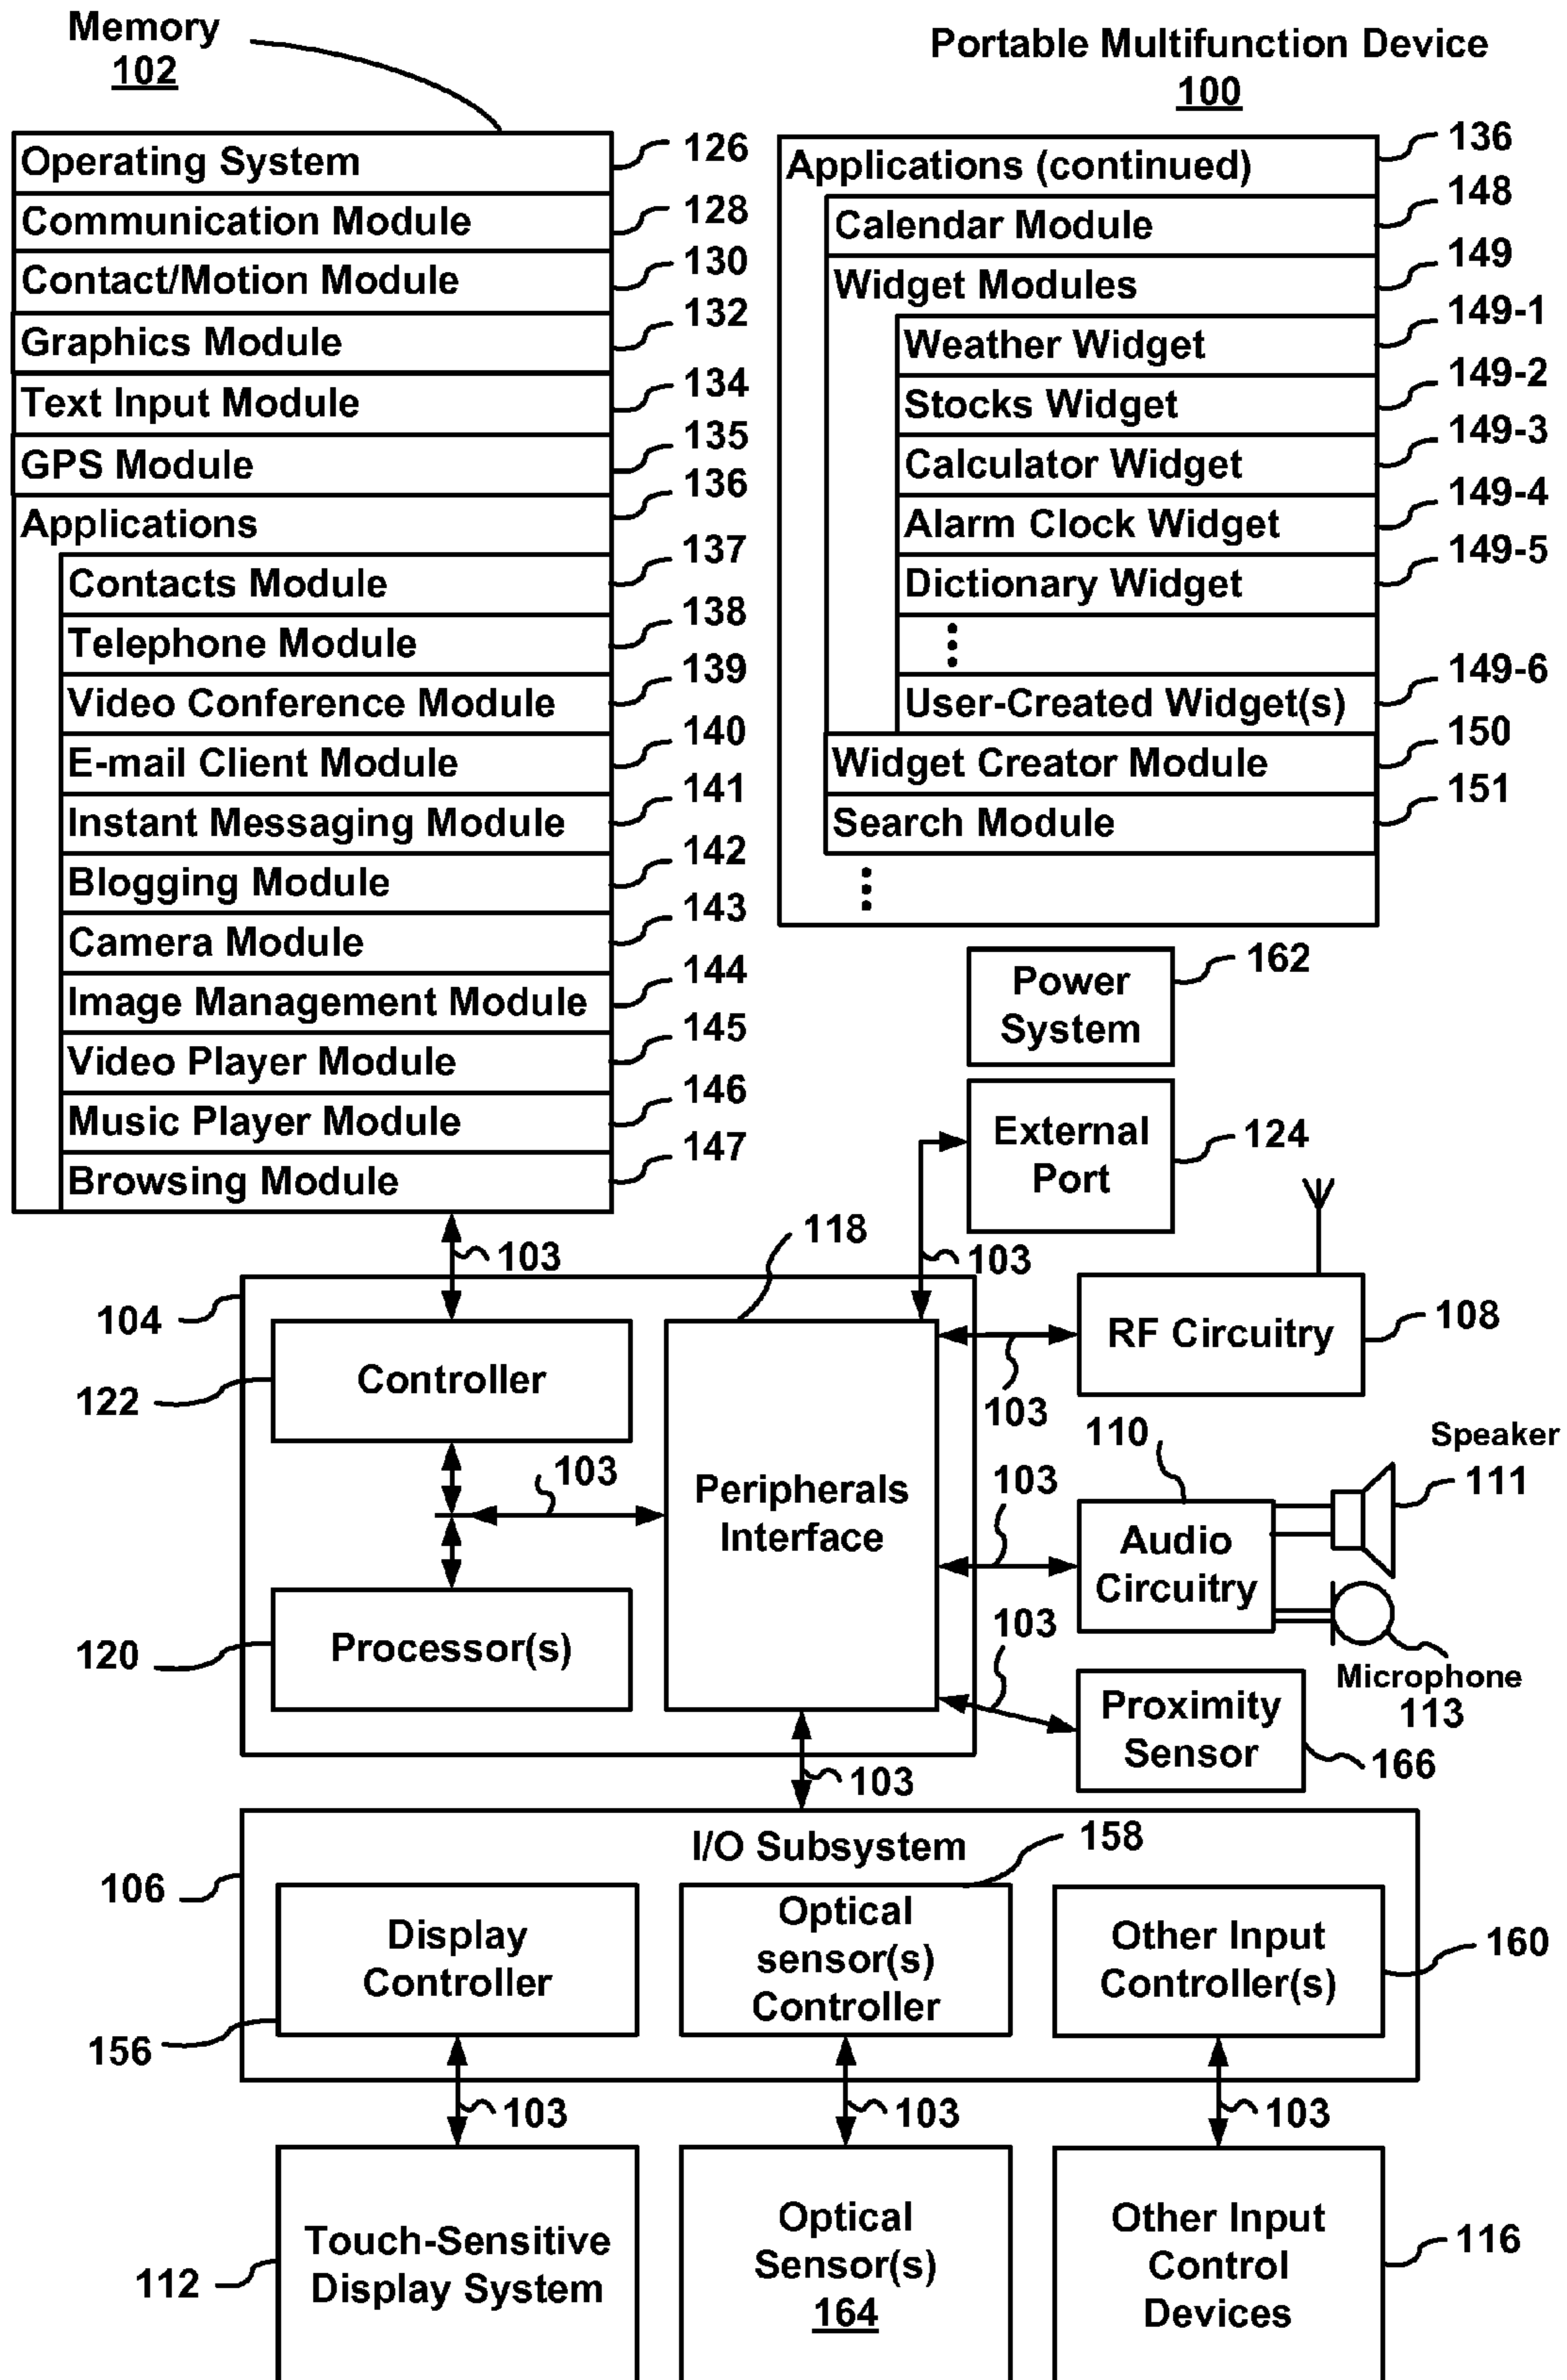 Memory
102
Portable Multifunction Device
100
Operating System
126
Communication Module
128
Contact/Motion Module
130
Graphics Module
132
Text Input Module
134
GPS Module
135
Applications
136
Contacts Module
137
Telephone Module
138
Video Conference Module
139
E-mail Client Module
140
Instant Messaging Module
141
Blogging Module
142
Camera Module
143
Image Management Module
144
Video Player Module
145
Music Player Module
146
Browsing Module
147
Applications (continued)
136
Calendar Module
148
Widget Modules
149
Weather Widget
149-1
Stocks Widget
149-2
Calculator Widget
149-3
Alarm Clock Widget
149-4
Dictionary Widget
149-5
User-Created Widget(s)
149-6
Widget Creator Module
150
Search Module
151
Power
System
162
External
Port
124
103
118
103
104
Controller
122
RF Circuitry
108
103
103
Peripherals
Interface
110
Speaker
111
103
Audio
Circuitry
Processor(s)
120
103
Microphone
113
Proximity
Sensor
166
103
I/O Subsystem
106
158
Display
Controller
156
Optical
sensor(s)
Controller
Other Input
Controller(s)
160
103
103
103
Touch-Sensitive
Display System
112
Optical
Sensor(s)
164
Other Input
Control
Devices
116